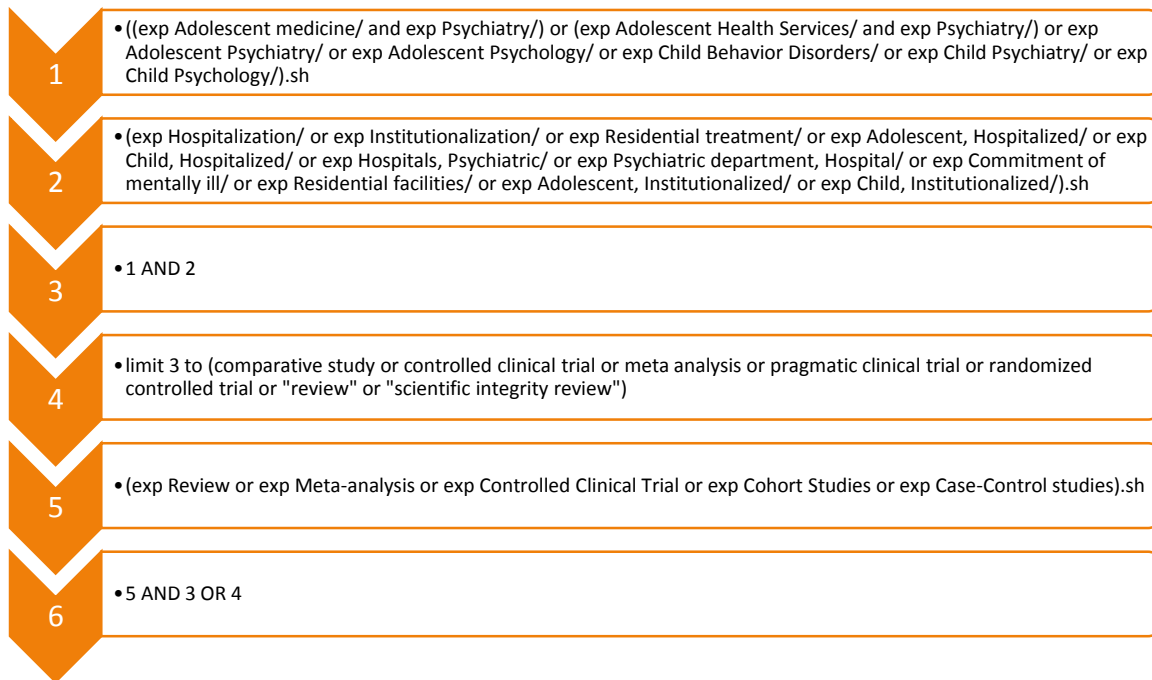 1
•((exp Adolescent medicine/ and exp Psychiatry/) or (exp Adolescent Health Services/ and exp Psychiatry/) or exp
Adolescent Psychiatry/ or exp Adolescent Psychology/ or exp Child Behavior Disorders/ or exp Child Psychiatry/ or exp
Child Psychology/).sh
2
•(exp Hospitalization/ or exp Institutionalization/ or exp Residential treatment/ or exp Adolescent, Hospitalized/ or exp
Child, Hospitalized/ or exp Hospitals, Psychiatric/ or exp Psychiatric department, Hospital/ or exp Commitment of
mentally ill/ or exp Residential facilities/ or exp Adolescent, Institutionalized/ or exp Child, Institutionalized/).sh
3
•1 AND 2
4
•limit 3 to (comparative study or controlled clinical trial or meta analysis or pragmatic clinical trial or randomized
controlled trial or "review" or "scientific integrity review")
5
•(exp Review or exp Meta-analysis or exp Controlled Clinical Trial or exp Cohort Studies or exp Case-Control studies).sh
6
•5 AND 3 OR 4